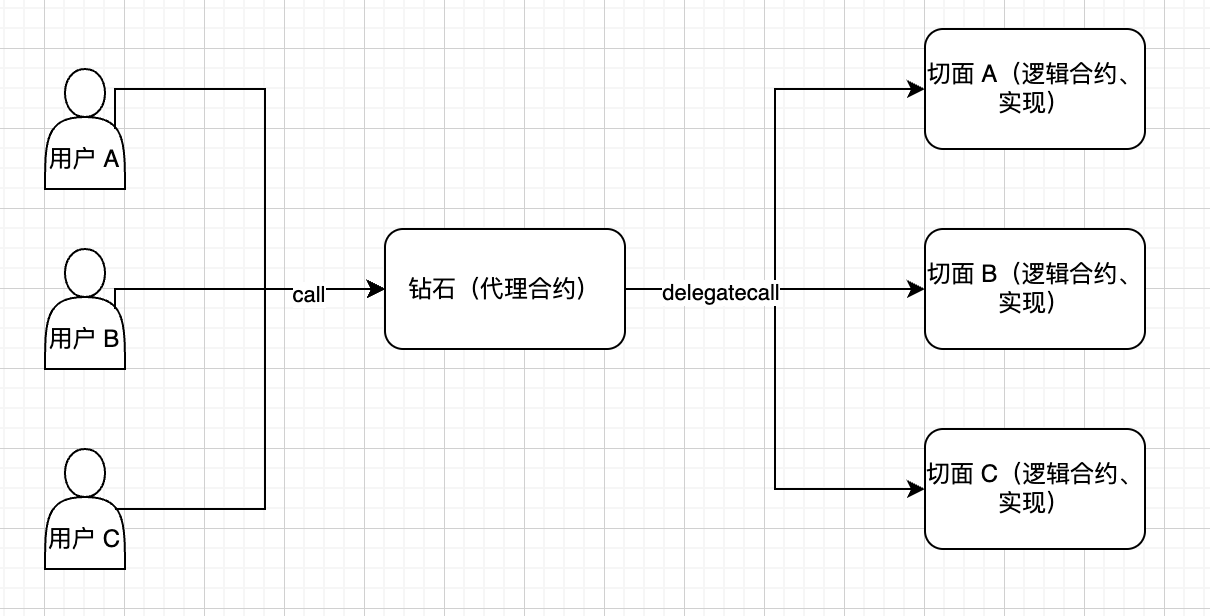 用户 A
用户 B
用户 C
call
钻石（代理合约）
delegatecall
切面 A（逻辑合约、
实现）
切面 B（逻辑合约、
实现）
切面 C（逻辑合约、
实现）